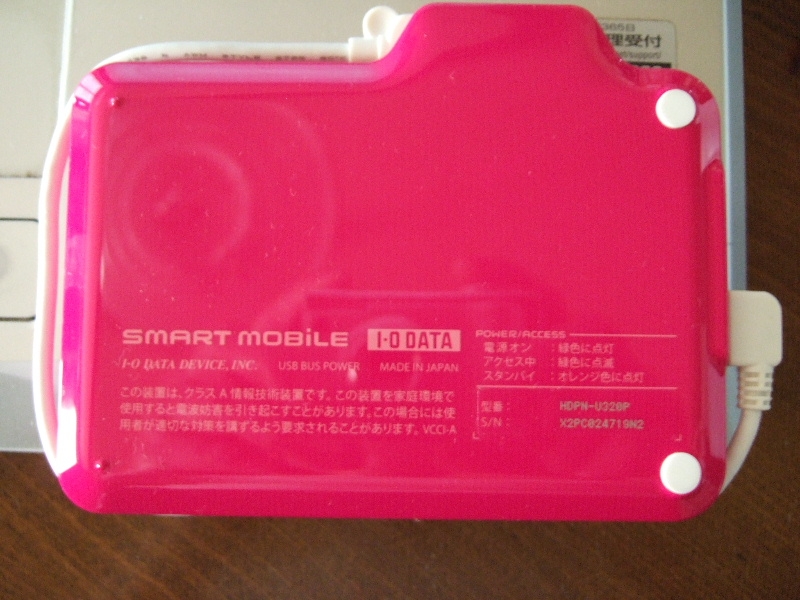 365日
理受付
SMART MOBILE I-O DATA
I-O DATA DEVICE, INC. USB BUS POWER MADE IN JAPAN
この装置は、クラス A 情報技術装置です。この装置を家庭環境で
使用すると電波妨害を引き起こすことがあります。この場合には使
用者が適切な対策を講ずるよう要求されることがあります。VCCI-A
POWER/ACCESS
電源オン :緑色に点灯
アクセス中 :緑色に点滅
スタンバイ :オレンジ色に点灯
型番: HDPN-U320P
S/N: X2PC024719N2